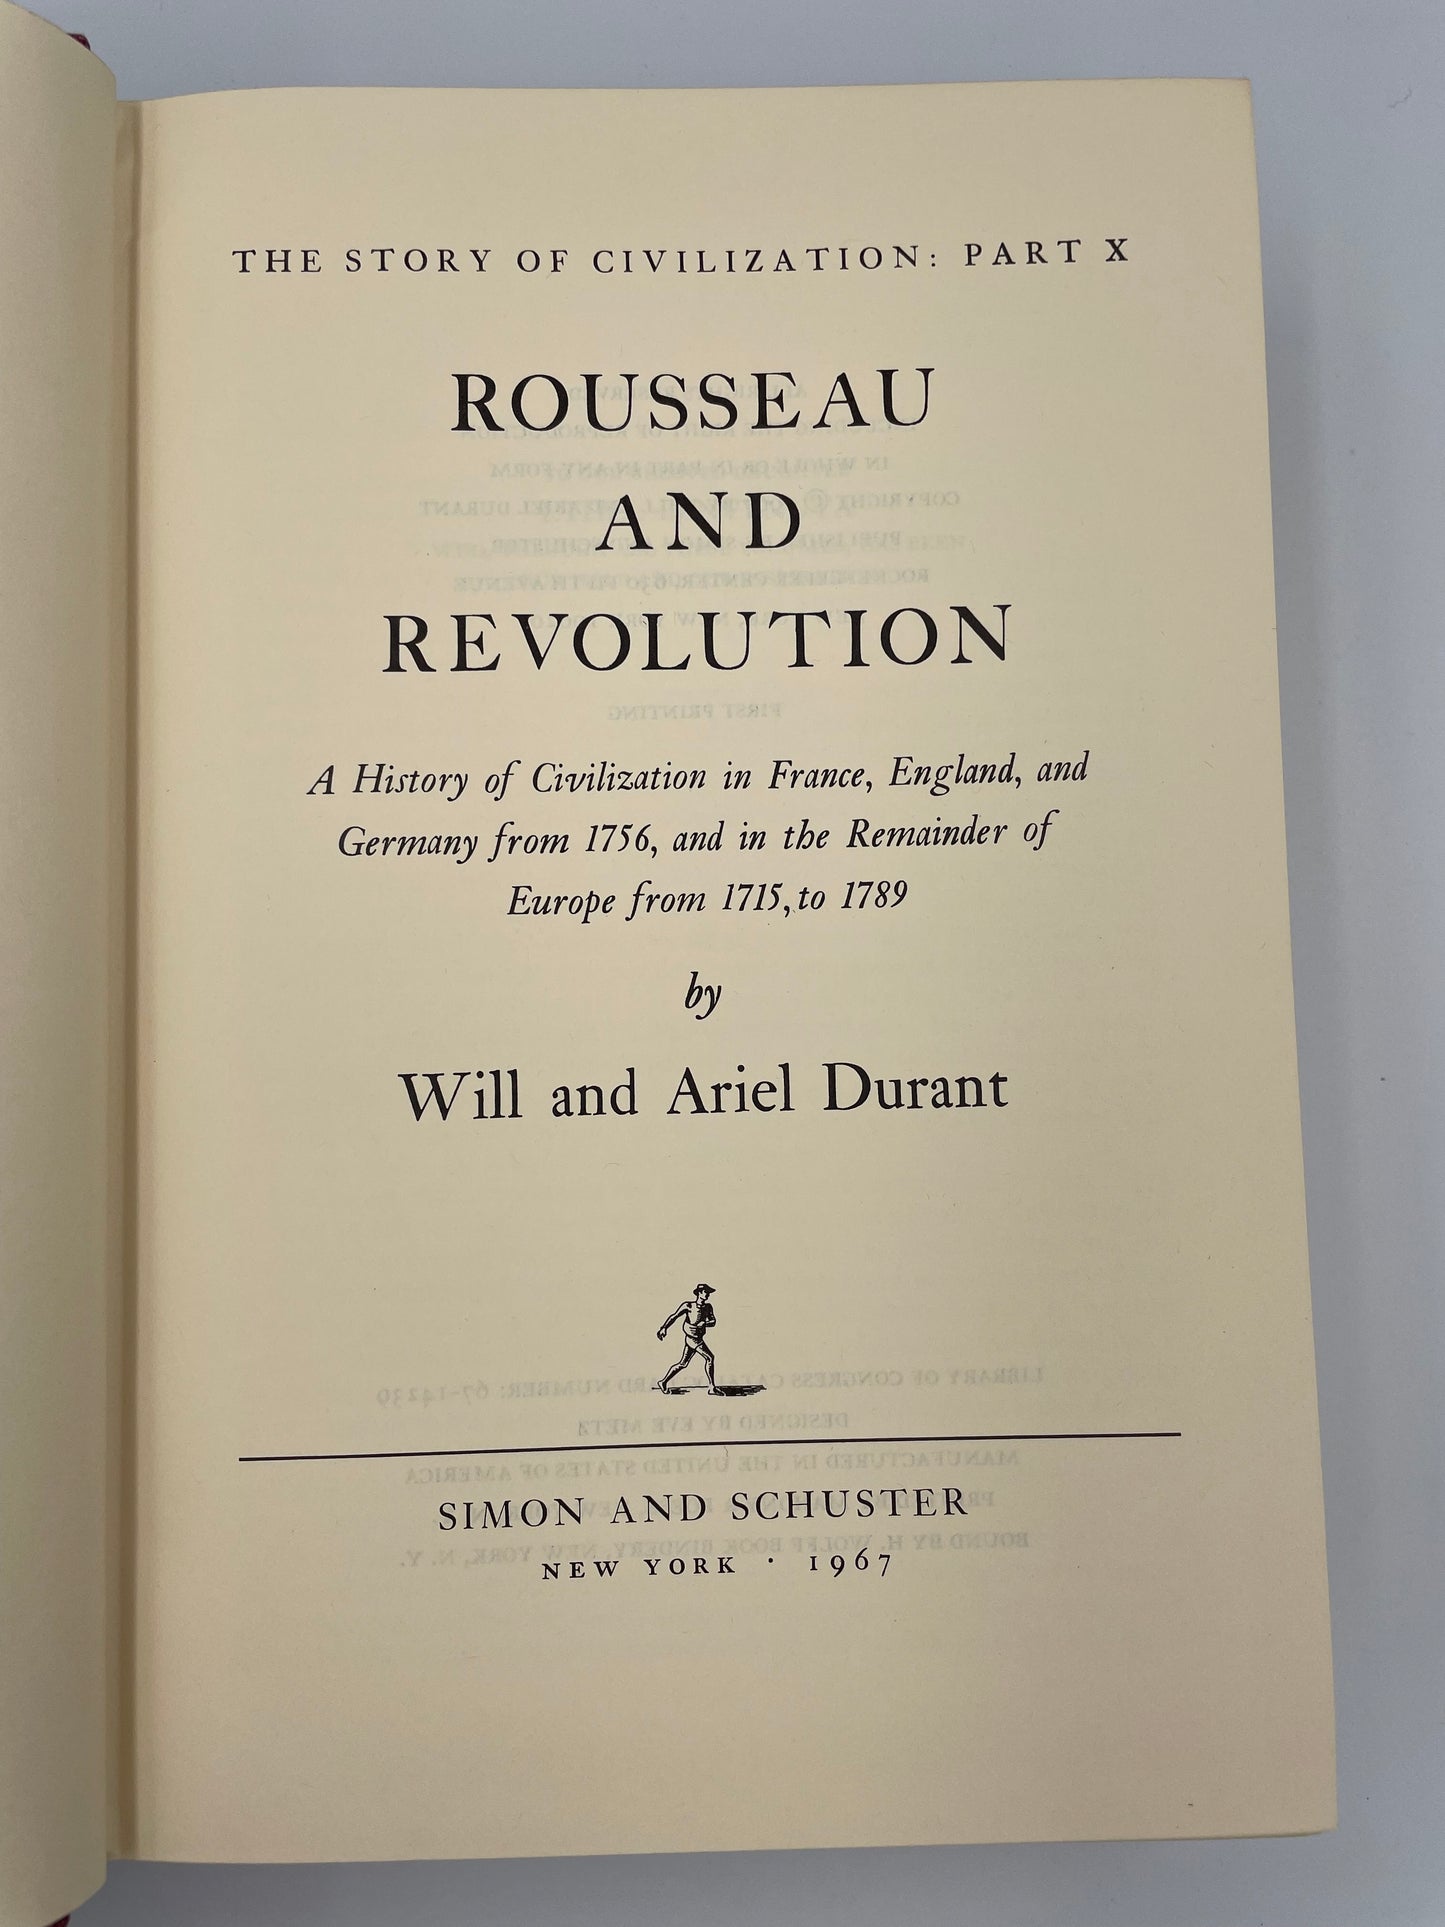 THE STORY OF CIVILIZATION: PART X
ROUSSEAU
AND
REVOLUTION
A History of Civilization in France, England, and
Germany from 1756, and in the Remainder of
Europe from 1715, to 1789
by
Will and Ariel Durant
SIMON AND SCHUSTER
NEW YORK · 1967